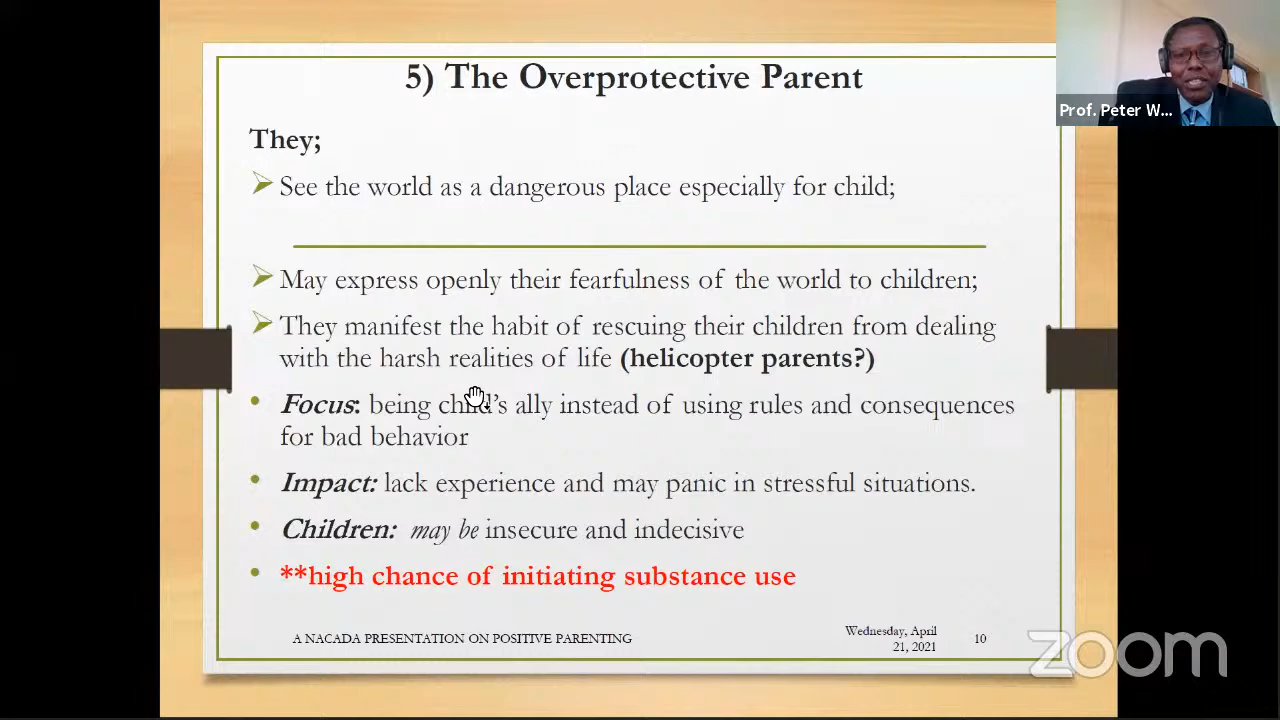 5) The Overprotective Parent
Prof. Peter W...
They;
See the world as a dangerous place especially for child;
May express openly their fearfulness of the world to children;
They manifest the habit of rescuing their children from dealing
with the harsh realities of life (helicopter parents?)
Focus: being child's ally instead of using rules and consequences
for bad behavior
Impact: lack experience and may panic in stressful situations.
Children: may be insecure and indecisive
**high chance of initiating substance use
A NACADA PRESENTATION ON POSITIVE PARENTING
Wednesday, April
21, 2021
10
zoom